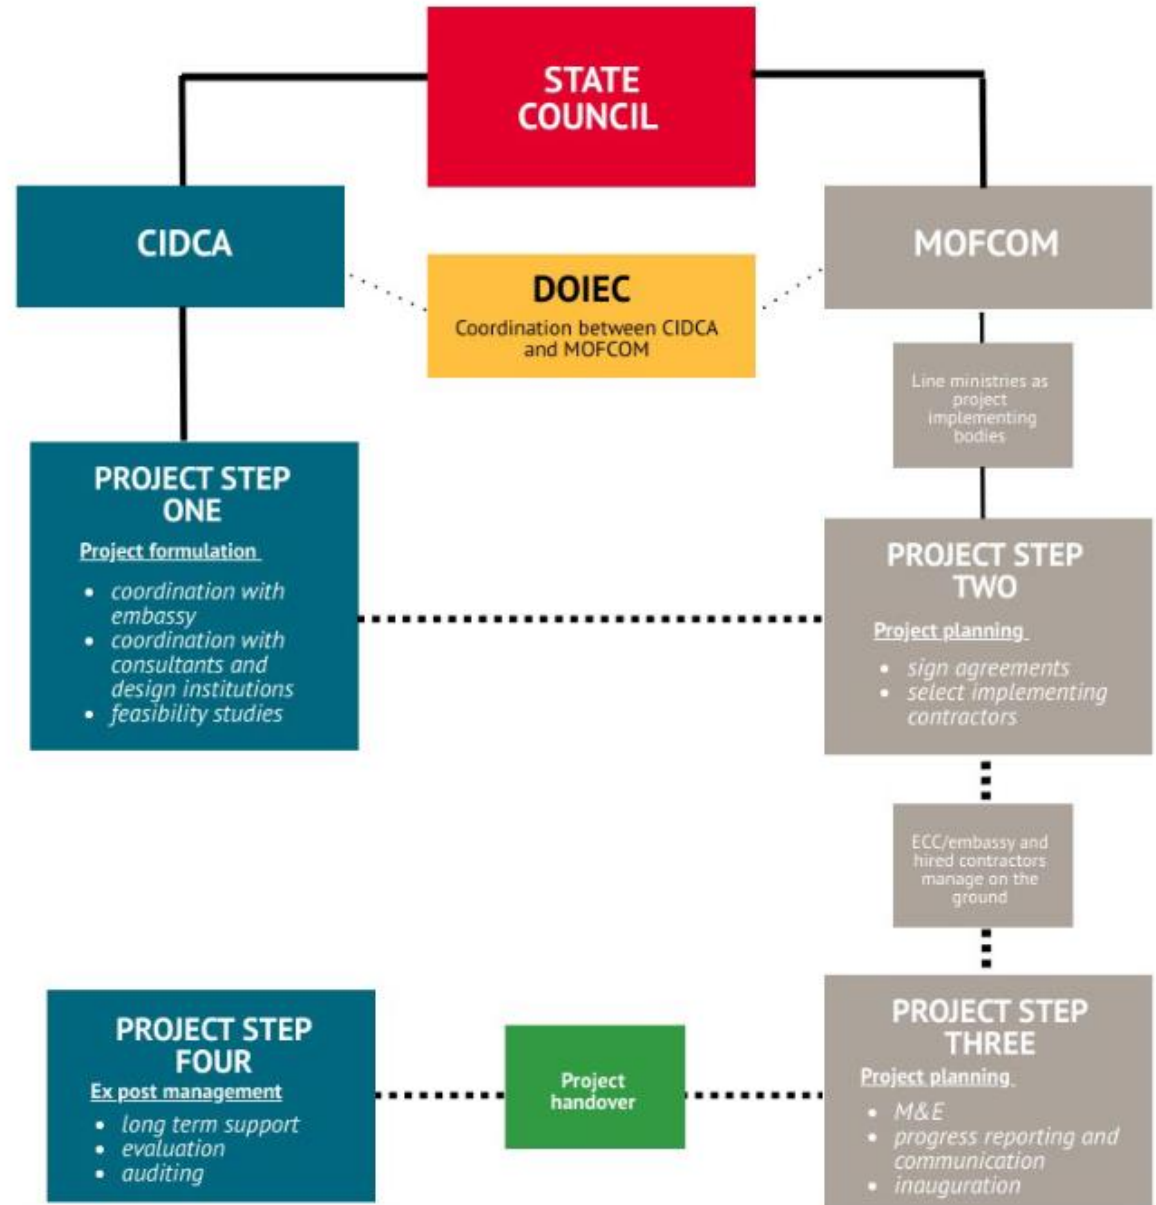 STATE
COUNCIL
CIDCA
MOFCOM
DOIEC
Coordination between CIDCA
and MOFCOM
Line ministries as
project
implementing
bodies
PROJECT STEP
ONE
Project formulation
• coordination with
embassy
• coordination with
consultants and
design institutions
• feasibility studies
PROJECT STEP
TWO
Project planning
• sign agreements
• select implementing
contractors
ECC/embassy and
hired contractors
manage on the
ground
PROJECT STEP
FOUR
Ex post management
• long term support
• evaluation
• auditing
Project
handover
PROJECT STEP
THREE
Project planning
• M&E
• progress reporting and
communication
• inauguration